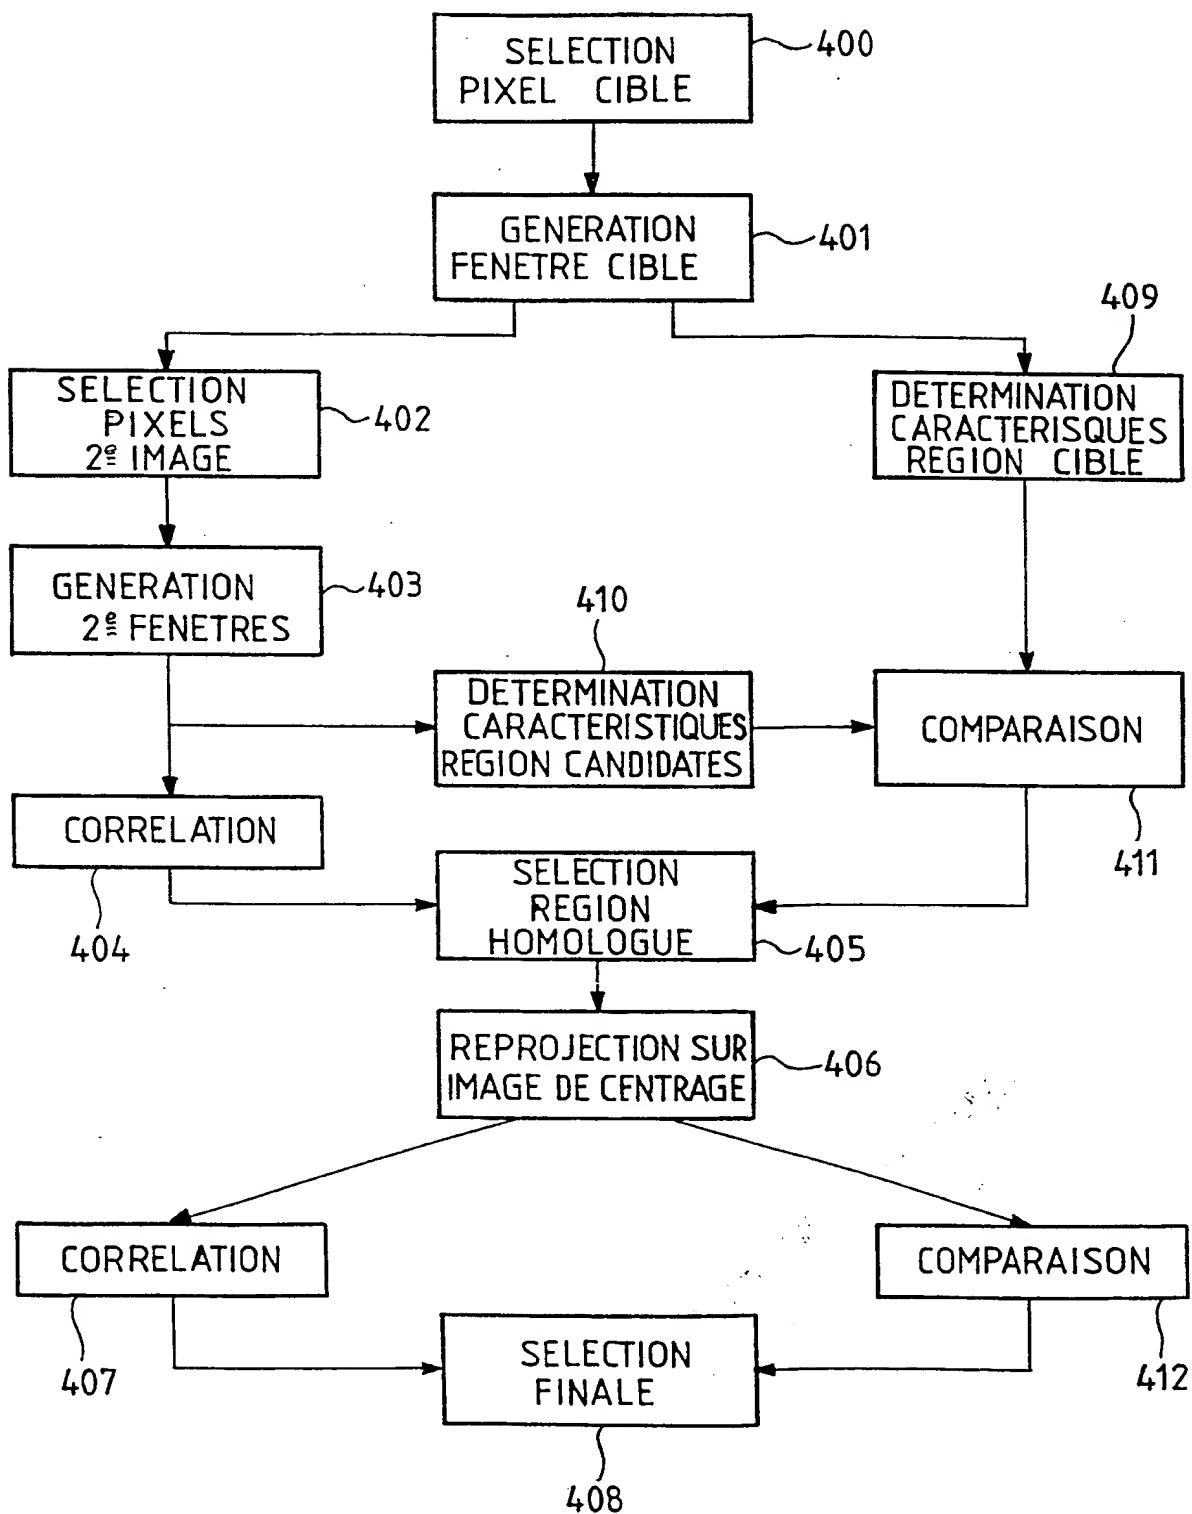 SELECTION
PIXEL CIBLE
400
GENERATION
FENETRE CIBLE
401
409
SELECTION
PIXELS
2e IMAGE
402
DETERMINATION
CARACTERISQUES
REGION CIBLE
GENERATION
2e FENETRES
403
410
DETERMINATION
CARACTERISTIQUES
REGION CANDIDATES
COMPARAISON
411
CORRELATION
404
SELECTION
REGION
HOMOLOGUE
405
REPROJECTION SUR
IMAGE DE CENTRAGE
406
CORRELATION
407
COMPARAISON
412
SELECTION
FINALE
408